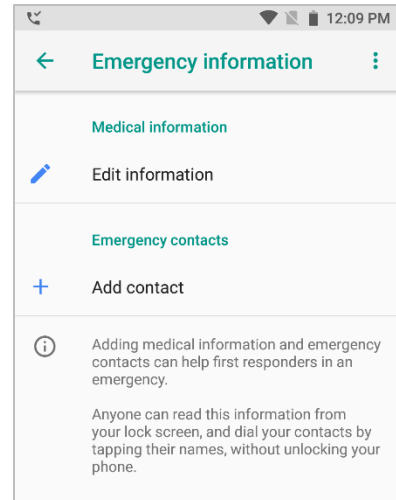 12:09 PM
Emergency information
Medical information
Edit information
Emergency contacts
Add contact
Adding medical information and emergency
contacts can help first responders in an
emergency.
Anyone can read this information from
your lock screen, and dial your contacts by
tapping their names, without unlocking your
phone.